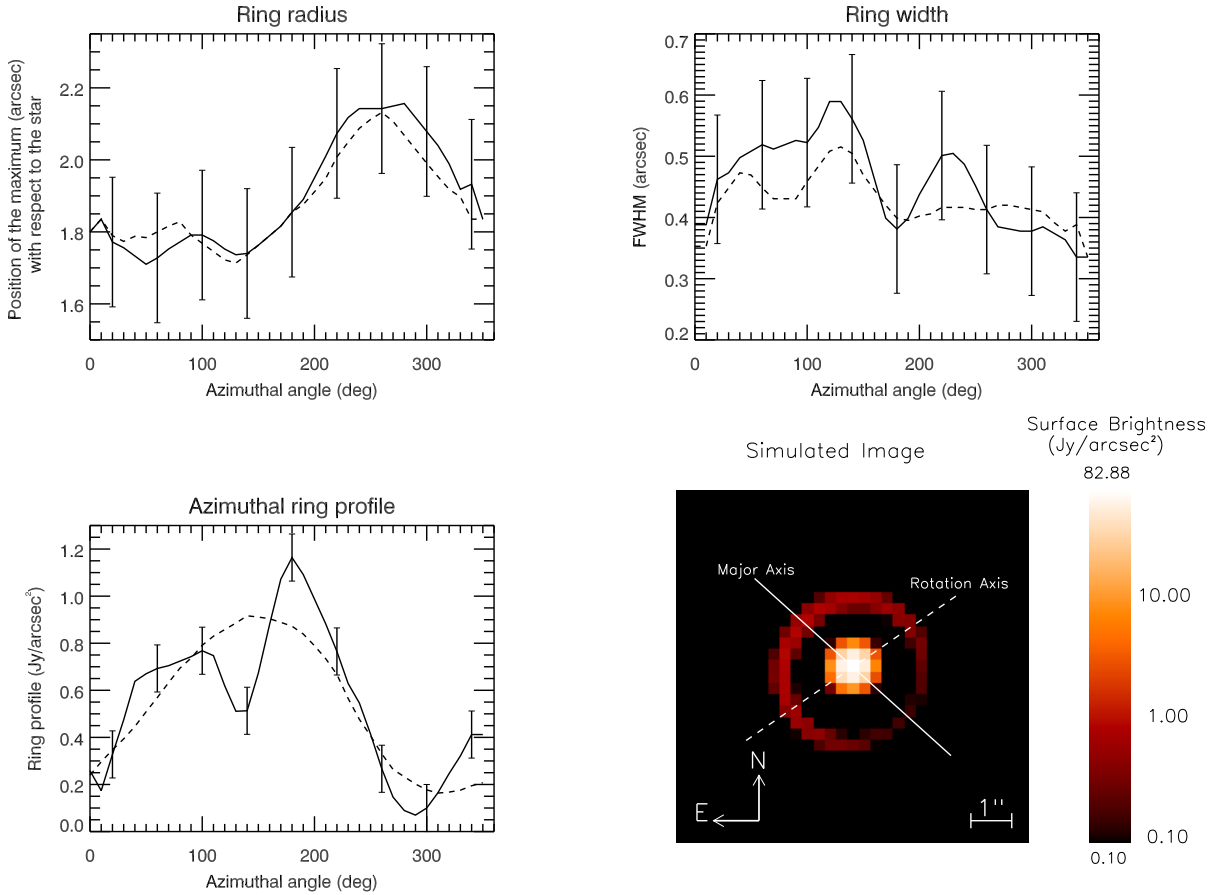 Ring radius
Position of the maximum (arcsec)
with respect to the star
2.2
2.0
1.8
1.6
0 100 200 300
Azimuthal angle (deg)
Ring width
FWHM (arcsec)
0.7
0.6
0.5
0.4
0.3
0.2
0 100 200 300
Azimuthal angle (deg)
Azimuthal ring profile
Ring profile (Jy/arcsec²)
1.2
1.0
0.8
0.6
0.4
0.2
0.0
0 100 200 300
Azimuthal angle (deg)
Simulated Image
Major Axis
Rotation Axis
N
E
1''
Surface Brightness
(Jy/arcsec²)
82.88
10.00
1.00
0.10
0.10